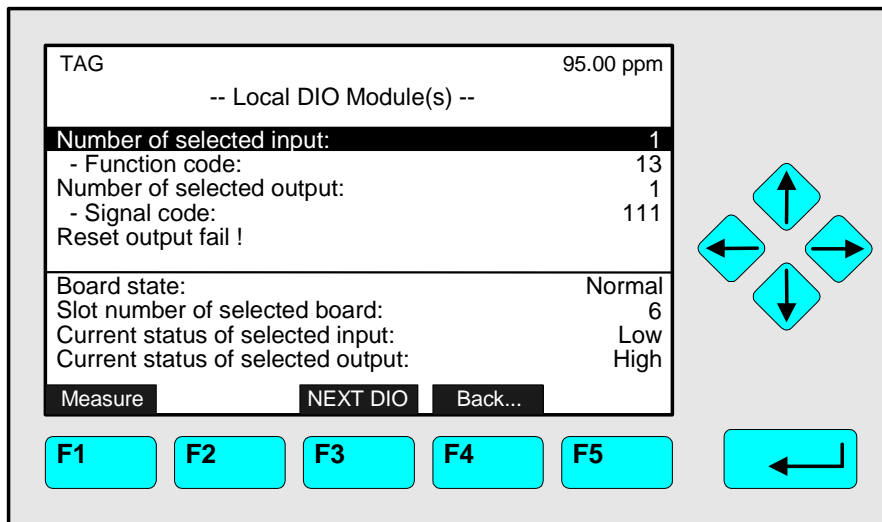 TAG 95.00 ppm
-- Local DIO Module(s) --
Number of selected input: 1
- Function code: 13
Number of selected output: 1
- Signal code: 111
Reset output fail !
Board state: Normal
Slot number of selected board: 6
Current status of selected input: Low
Current status of selected output: High
Measure NEXT DIO Back...
F1 F2 F3 F4 F5